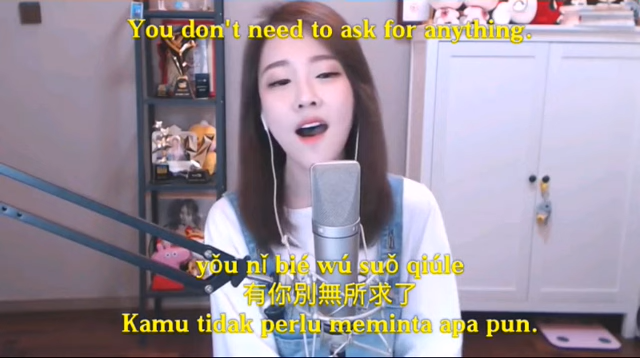 You don't need to ask for anything.
yǒu nǐ bié wú suǒ qiúle
有你別無所求了
Kamu tidak perlu meminta apa pun.